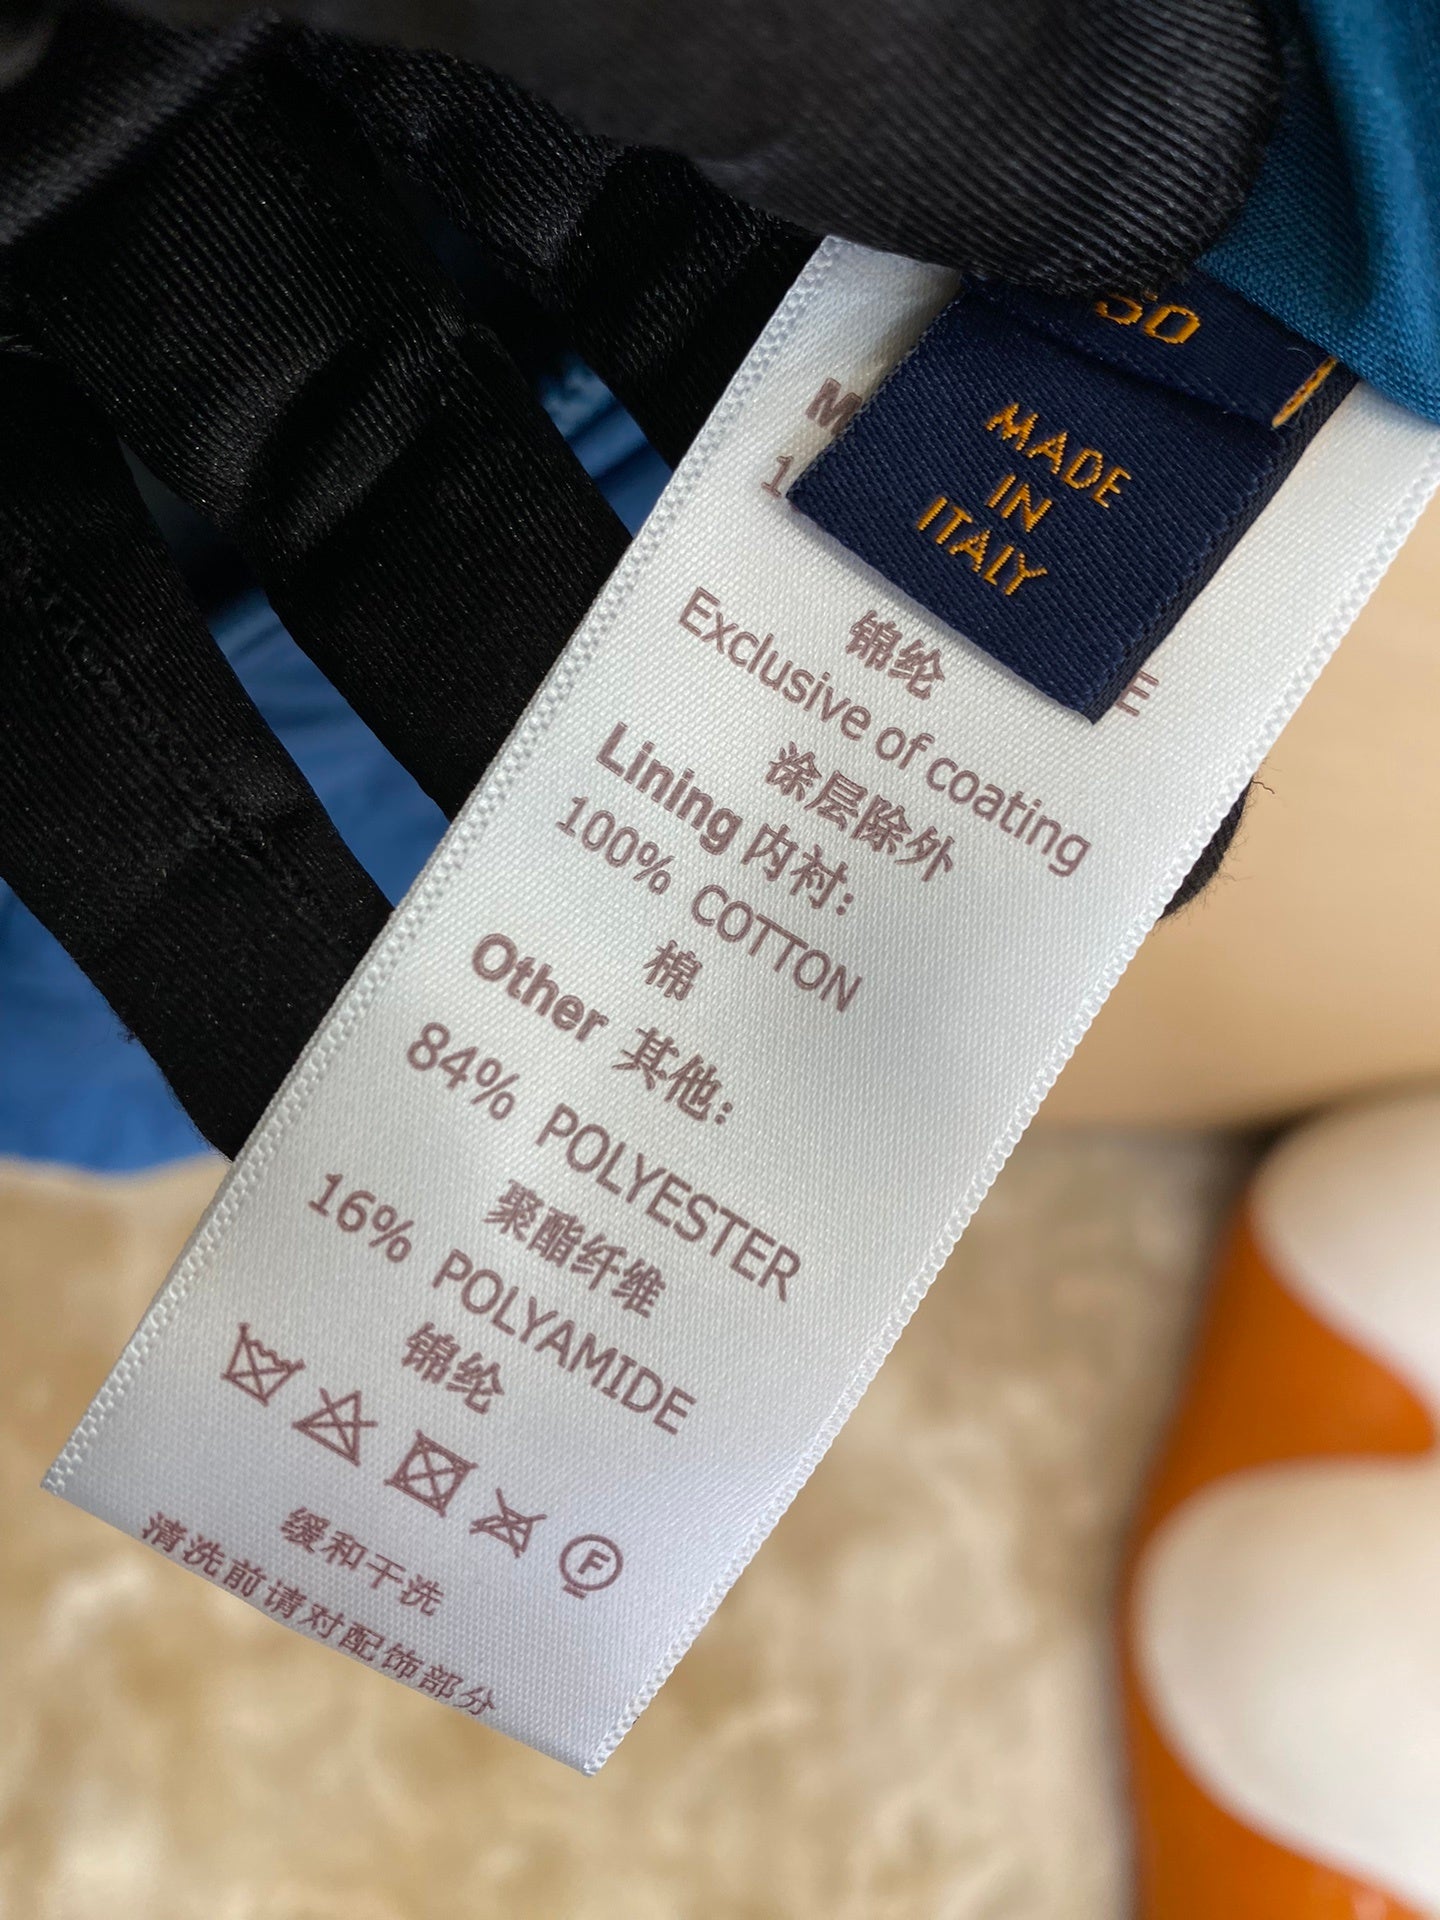 50
MADE
IN
ITALY
M
1
E
锦纶
Exclusive of coating
涂层除外
Lining 内衬:
100% COTTON
棉
Other 其他:
84% POLYESTER
聚酯纤维
16% POLYAMIDE
锦纶
F
缓和干洗
清洗前请对配饰部分